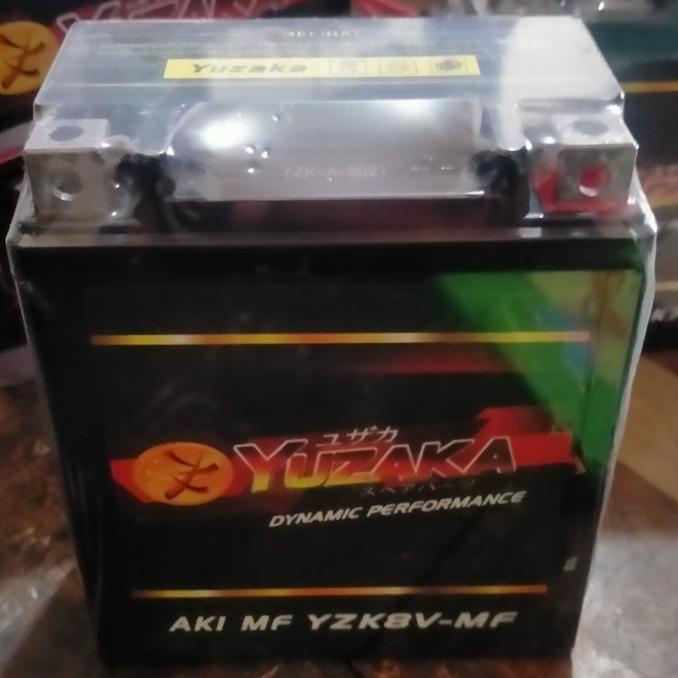 Yuzaka
YZK-A-2021
ユザカ
YUZAKA
スペアパーツ
DYNAMIC PERFORMANCE
AKI MF YZK8V-MF